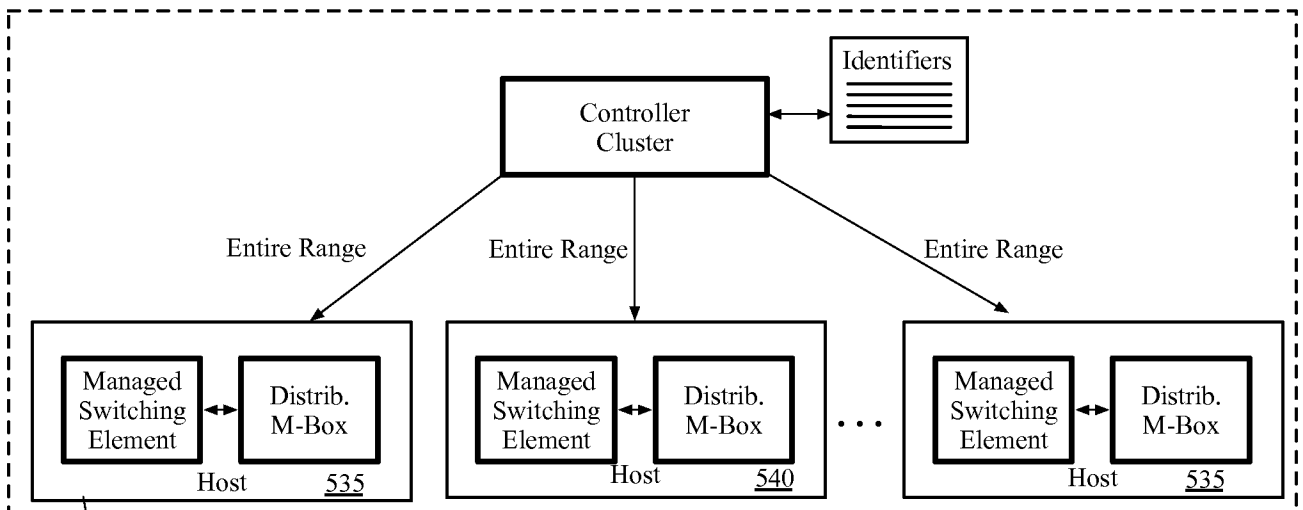 Identifiers
Controller
Cluster
Entire Range
Entire Range
Entire Range
Managed
Switching
Element
Distrib.
M-Box
Host
535
Managed
Switching
Element
Distrib.
M-Box
Host
540
. . .
Managed
Switching
Element
Distrib.
M-Box
Host
535